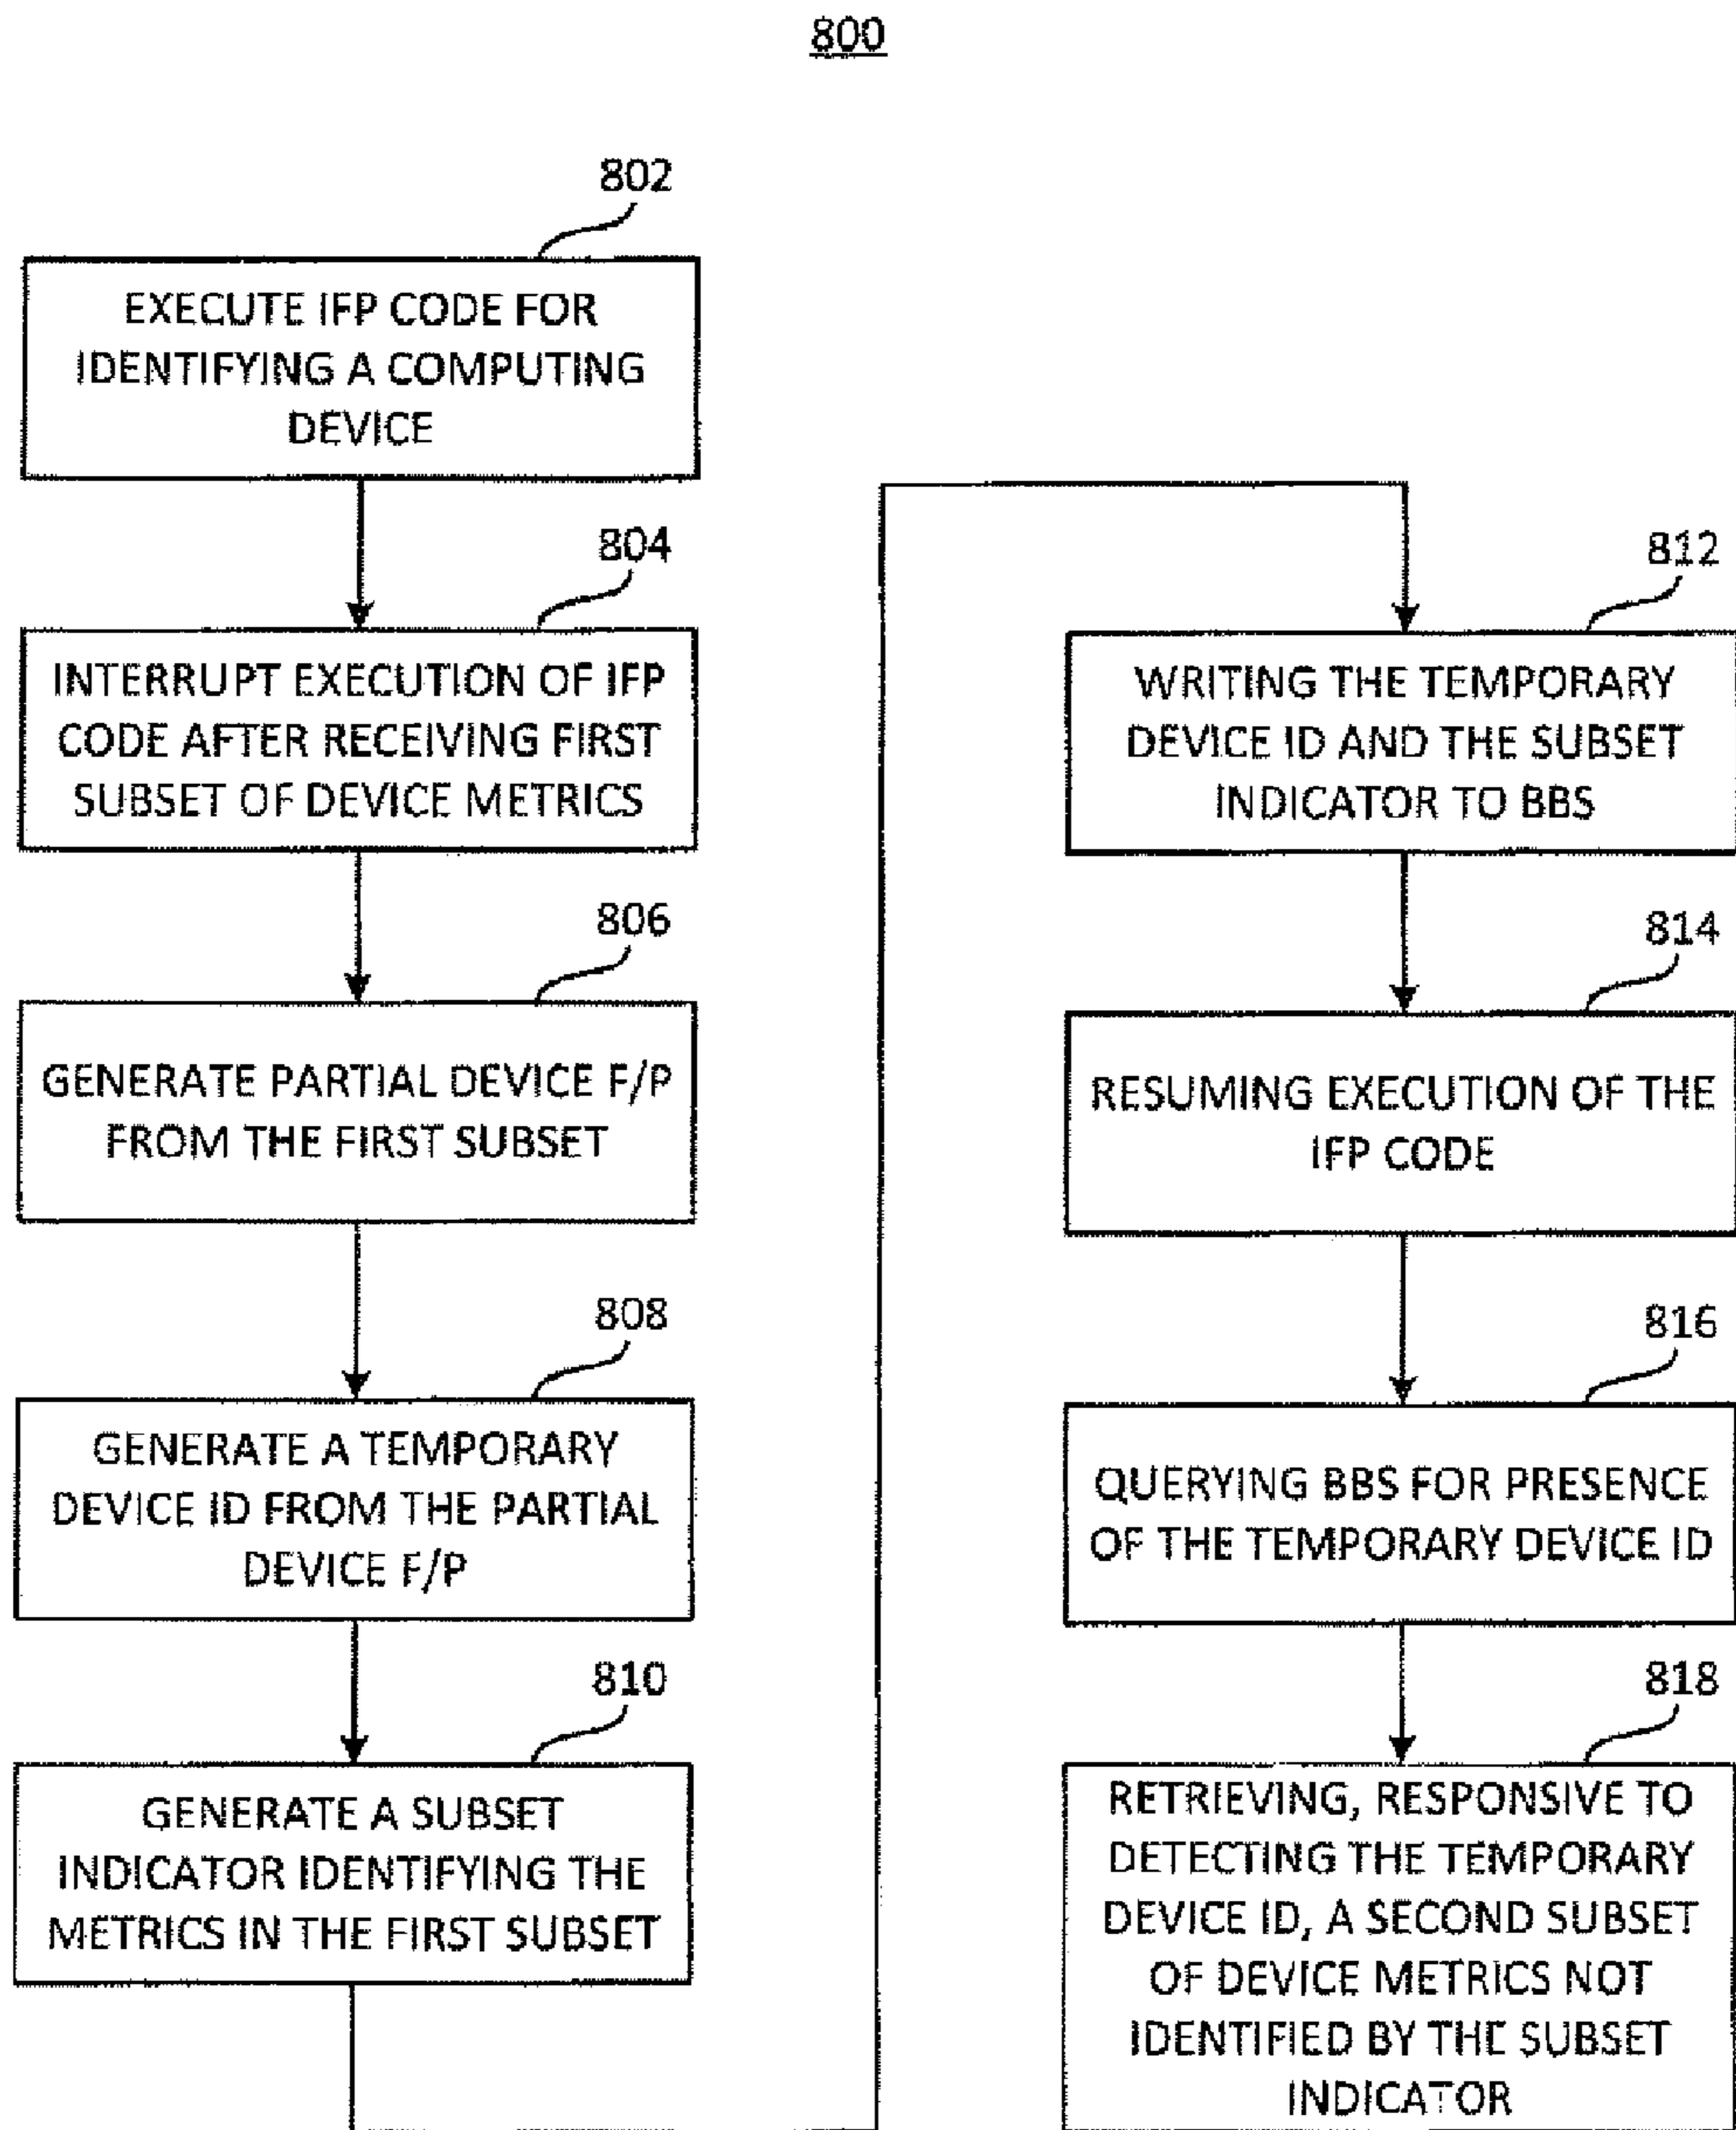 800
802
EXECUTE IFP CODE FOR
IDENTIFYING A COMPUTING
DEVICE
804
INTERRUPT EXECUTION OF IFP
CODE AFTER RECEIVING FIRST
SUBSET OF DEVICE METRICS
806
GENERATE PARTIAL DEVICE F/P
FROM THE FIRST SUBSET
808
GENERATE A TEMPORARY
DEVICE ID FROM THE PARTIAL
DEVICE F/P
810
GENERATE A SUBSET
INDICATOR IDENTIFYING THE
METRICS IN THE FIRST SUBSET
812
WRITING THE TEMPORARY
DEVICE ID AND THE SUBSET
INDICATOR TO BBS
814
RESUMING EXECUTION OF THE
IFP CODE
816
QUERYING BBS FOR PRESENCE
OF THE TEMPORARY DEVICE ID
818
RETRIEVING, RESPONSIVE TO
DETECTING THE TEMPORARY
DEVICE ID, A SECOND SUBSET
OF DEVICE METRICS NOT
IDENTIFIED BY THE SUBSET
INDICATOR